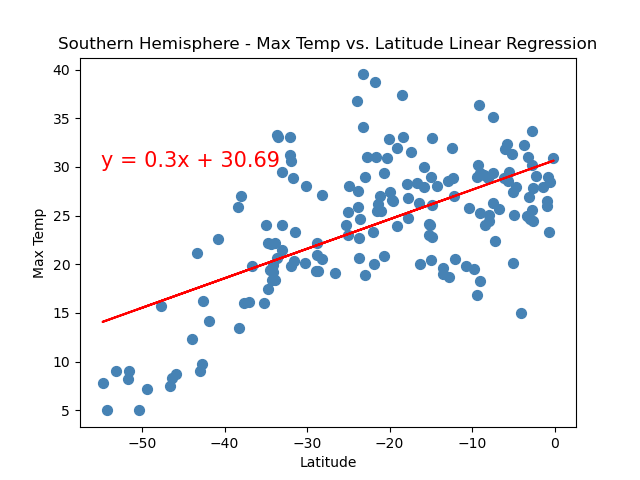 Southern Hemisphere - Max Temp vs. Latitude Linear Regression
40
35
y = 0.3x + 30.69
30
25
Max Temp
20
15
10
5
−50 −40 −30 −20 −10 0
Latitude